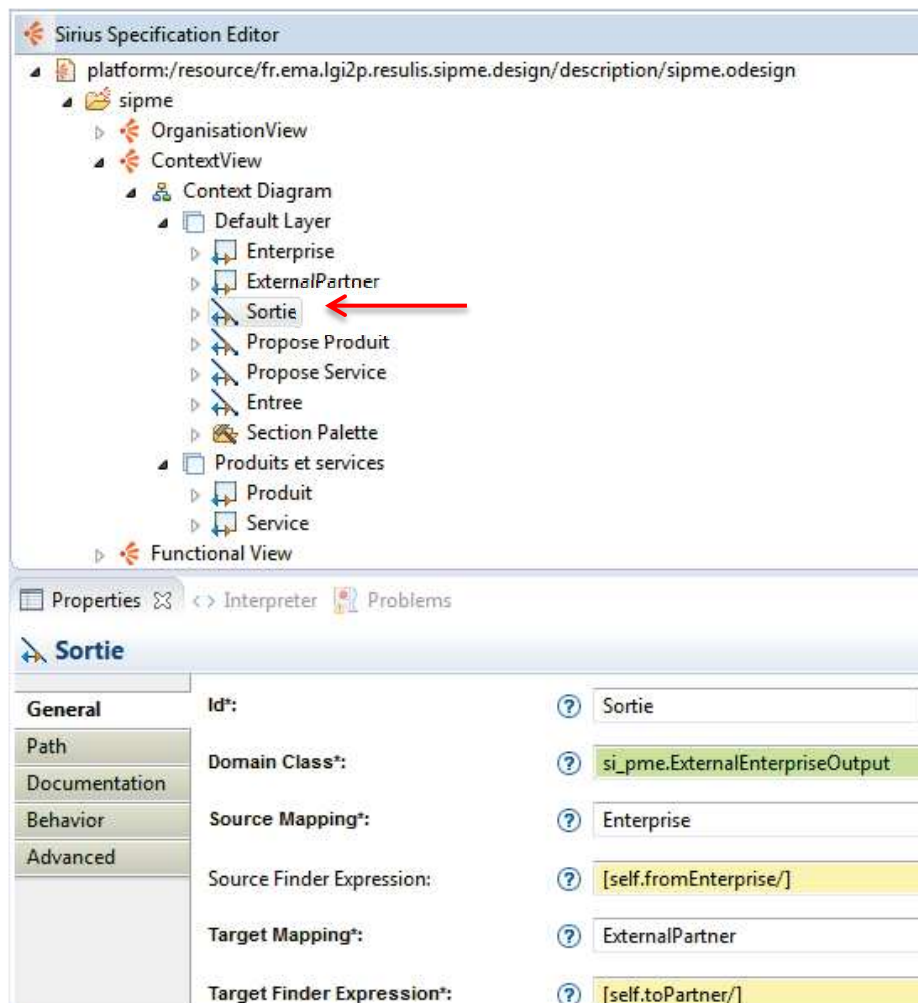 Sirius Specification Editor
platform:/resource/fr.ema.lgi2p.resulis.sipme.design/description/sipme.odesign
sipme
OrganisationView
ContextView
Context Diagram
Default Layer
Enterprise
ExternalPartner
Sortie
Propose Produit
Propose Service
Entree
Section Palette
Produits et services
Produit
Service
Functional View
Properties <> Interpreter Problems
Sortie
General
Path
Documentation
Behavior
Advanced
Id*: Sortie
Domain Class*: si_pme.ExternalEnterpriseOutput
Source Mapping*: Enterprise
Source Finder Expression: [self.fromEnterprise/]
Target Mapping*: ExternalPartner
Target Finder Expression*: [self.toPartner/]